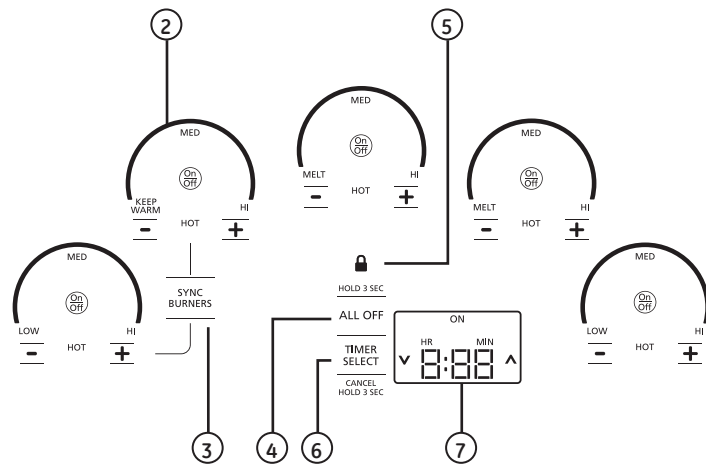 2
5
MED
On
Off
KEEP
WARM
HI
-
HOT
+
MED
On
Off
MELT
HI
-
HOT
+
MED
On
Off
MELT
HI
-
HOT
+
MED
On
Off
LOW
HI
-
HOT
+
SYNC
BURNERS
HOLD 3 SEC
ALL OFF
TIMER
SELECT
CANCEL
HOLD 3 SEC
ON
HR MIN
8:88
MED
On
Off
LOW
HI
-
HOT
+
3
4
6
7